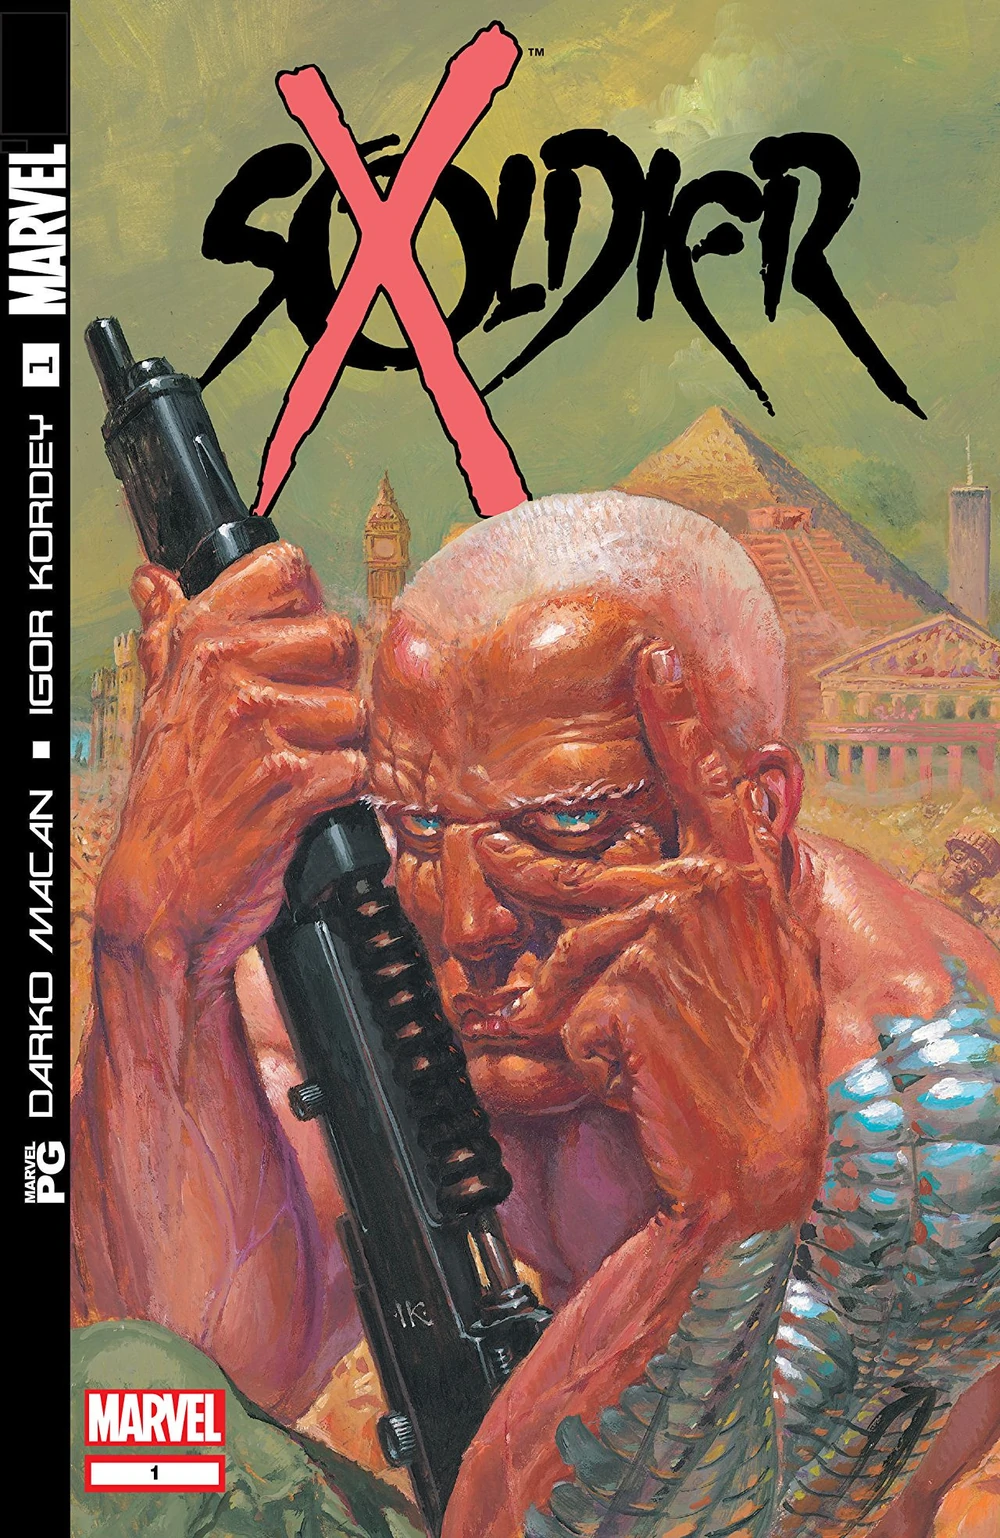 SOLDIER
X
™
MARVEL
1
IGOR KORDEY
DARKO MACAN
MARVEL
PG
IK
MARVEL
1